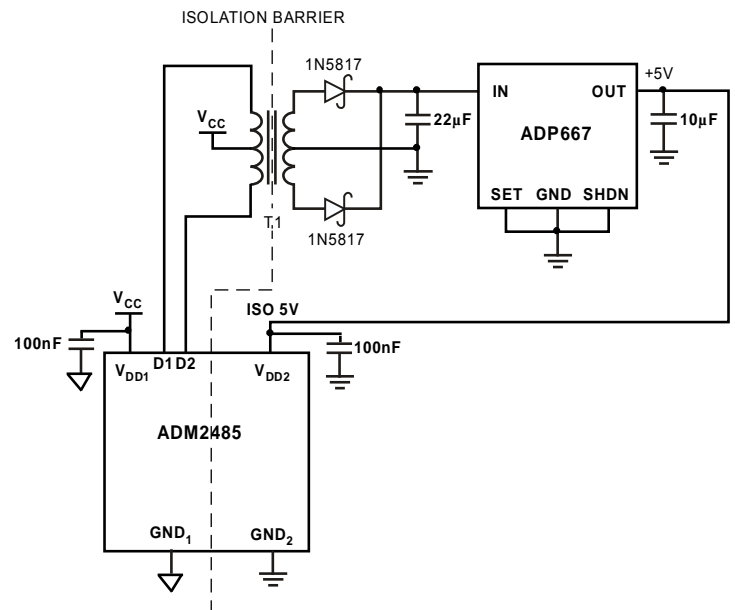 ISOLATION BARRIER
1N5817
VCC
22µF
IN
OUT
ADP667
SET GND SHDN
+5V
10µF
T1
1N5817
VCC
ISO 5V
100nF
D1 D2
100nF
VDD1
VDD2
ADM2485
GND1
GND2